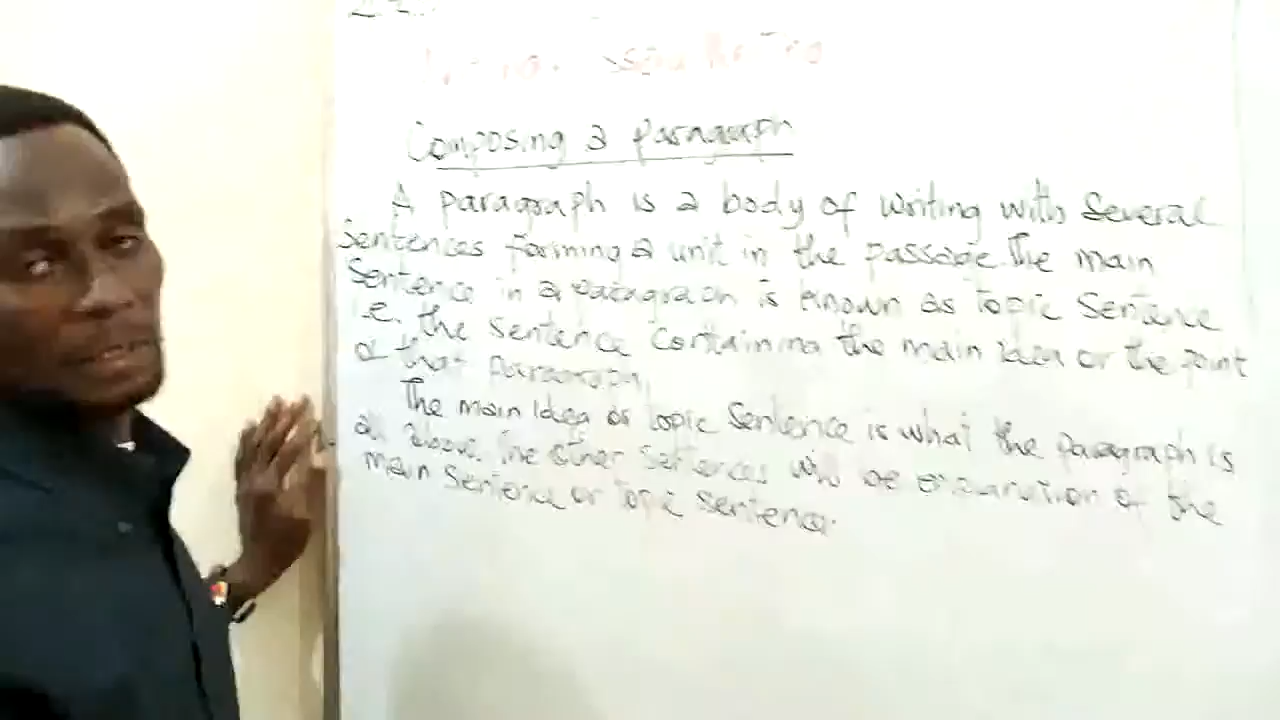 Composing a paragraph
A paragraph is a body of writing with Several
Sentences forming a unit in the passage. The main
Sentence in a paragraph is known as topic Sentence
i.e. the sentence containing the main idea or the point
of that paragraph.
The main idea or topic Sentence is what the paragraph is
all about. The other Sentences will be of the
main Sentence or topic sentence.